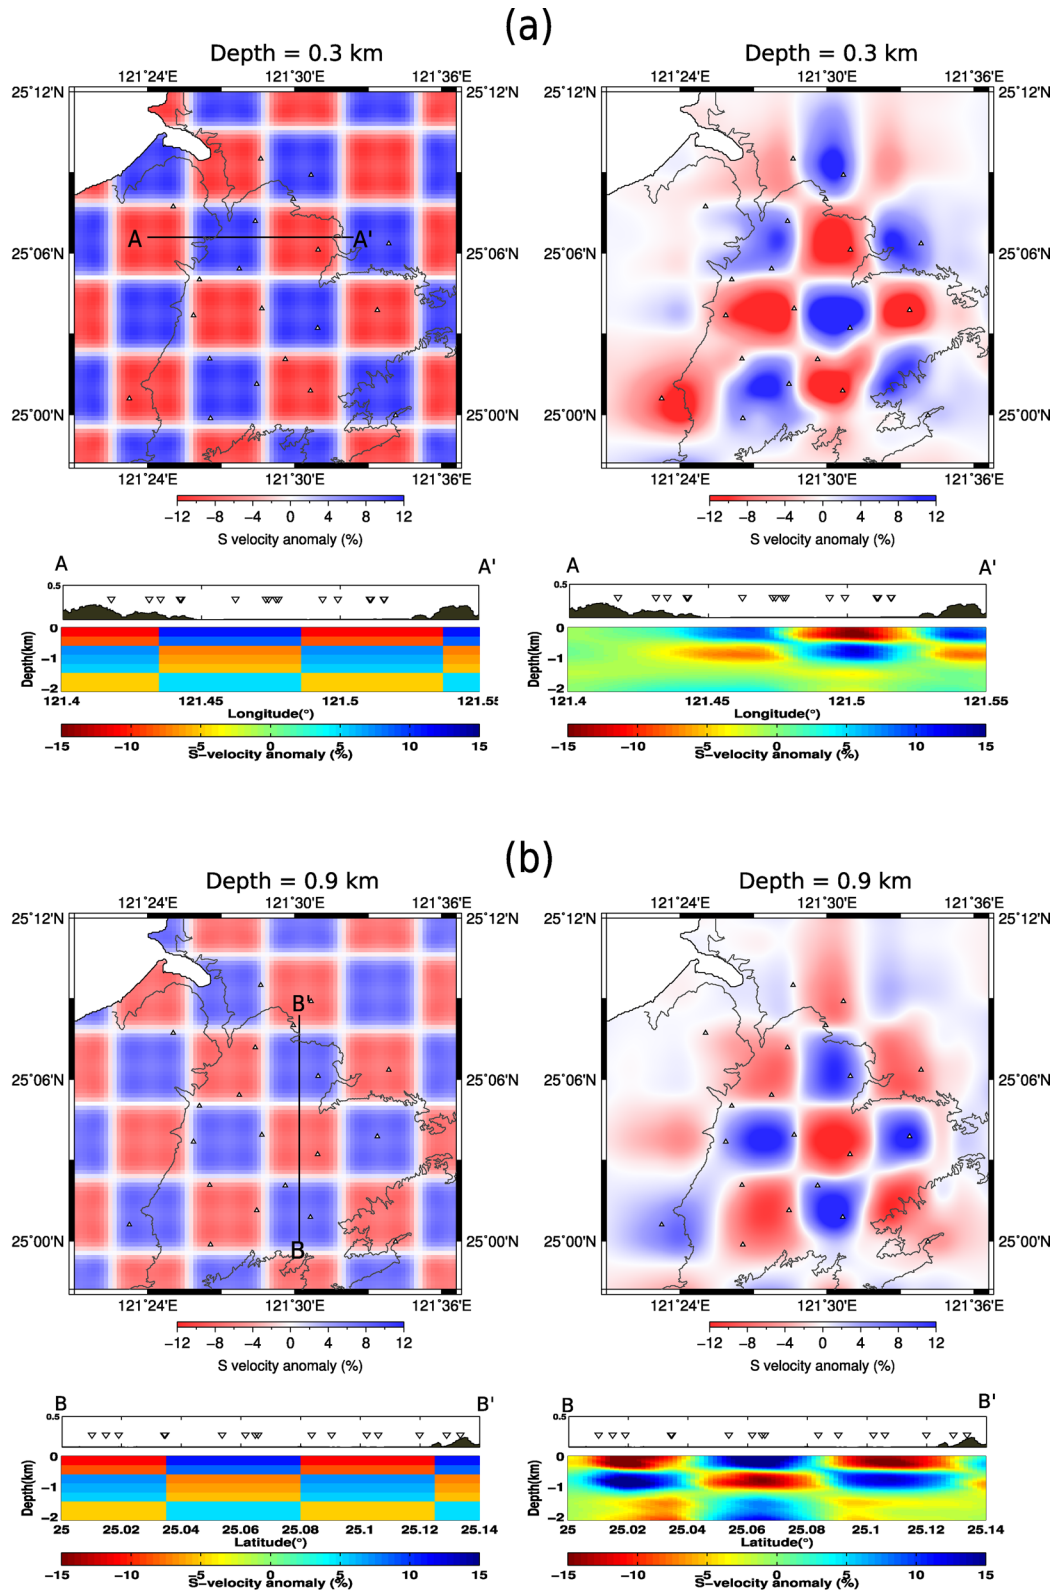 (a)
Depth = 0.3 km
Depth = 0.3 km
121°24'E 121°30'E 121°36'E
121°24'E 121°30'E 121°36'E
25°12'N 25°12'N 25°12'N
25°06'N 25°06'N 25°06'N
A A'
25°00'N 25°00'N 25°00'N
121°24'E 121°30'E 121°36'E
121°24'E 121°30'E 121°36'E
−12 −8 −4 0 4 8 12
−12 −8 −4 0 4 8 12
S velocity anomaly (%)
S velocity anomaly (%)
A A'
A A'
0.5
0.5
0
−1
−2
Depth(km)
0
−1
−2
Depth(km)
121.4 121.45 121.5 121.55
121.4 121.45 121.5 121.55
Longitude(°)
Longitude(°)
−15 −10 −5 0 5 10 15
−15 −10 −5 0 5 10 15
S−velocity anomaly (%)
S−velocity anomaly (%)
(b)
Depth = 0.9 km
Depth = 0.9 km
121°24'E 121°30'E 121°36'E
121°24'E 121°30'E 121°36'E
25°12'N 25°12'N 25°12'N
B'
25°06'N 25°06'N 25°06'N
25°00'N 25°00'N 25°00'N
B
121°24'E 121°30'E 121°36'E
121°24'E 121°30'E 121°36'E
−12 −8 −4 0 4 8 12
−12 −8 −4 0 4 8 12
S velocity anomaly (%)
S velocity anomaly (%)
B B'
B B'
0.5
0.5
0
−1
−2
Depth(km)
0
−1
−2
Depth(km)
25 25.02 25.04 25.06 25.08 25.1 25.12 25.14
25 25.02 25.04 25.06 25.08 25.1 25.12 25.14
Latitude(°)
Latitude(°)
−15 −10 −5 0 5 10 15
−15 −10 −5 0 5 10 15
S−velocity anomaly (%)
S−velocity anomaly (%)